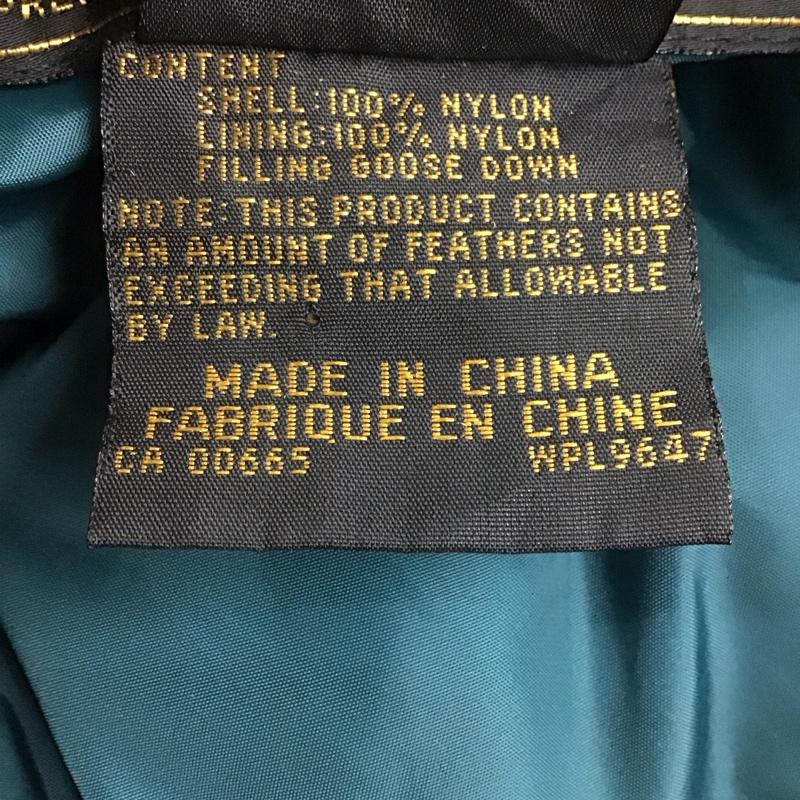 CONTENT
SHELL:100% NYLON
LINING:100% NYLON
FILLING GOOSE DOWN
NOTE:THIS PRODUCT CONTAINS
AN AMOUNT OF FEATHERS NOT
EXCEEDING THAT ALLOWABLE
BY LAW.
MADE IN CHINA
FABRIQUE EN CHINE
CA 00665 WPL9647